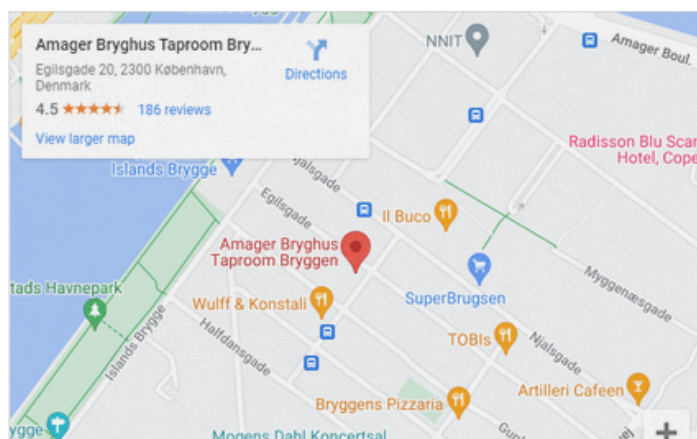 Amager Bryghus Taproom Bry...
Egilsgade 20, 2300 København,
Denmark
4.5
186 reviews
View larger map
Directions
NNIT
Amager Boul.
Radisson Blu Scan
Hotel, Cope
Islands Brygge
Njalsgade
Egilsgade
Il Buco
Amager Bryghus
Taproom Bryggen
SuperBrugsen
Myggenæsgade
tads Havnepark
Wulff & Konstali
Islands Brygge
Halfdansgade
TOBIs
Njalsgade
Artilleri Cafeen
Bryggens Pizzaria
ygge
Mogens Dahl Koncertsal
+